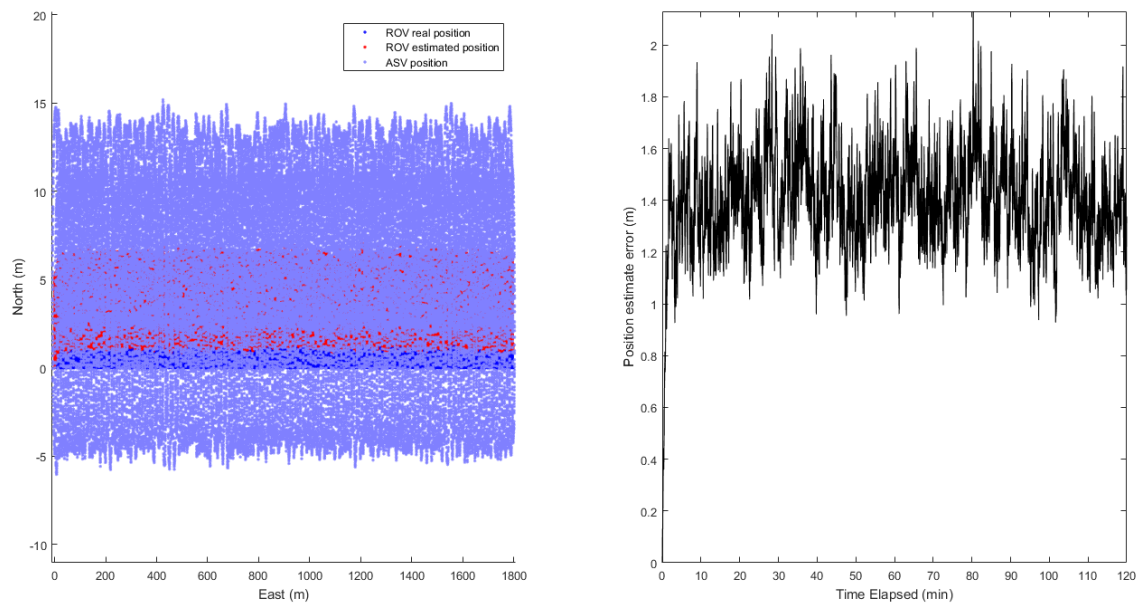 20
15
10
5
0
-5
-10
North (m)
0 200 400 600 800 1000 1200 1400 1600 1800
East (m)
ROV real position
ROV estimated position
ASV position
2
1.8
1.6
1.4
1.2
1
0.8
0.6
0.4
0.2
0
Position estimate error (m)
0 10 20 30 40 50 60 70 80 90 100 110 120
Time Elapsed (min)